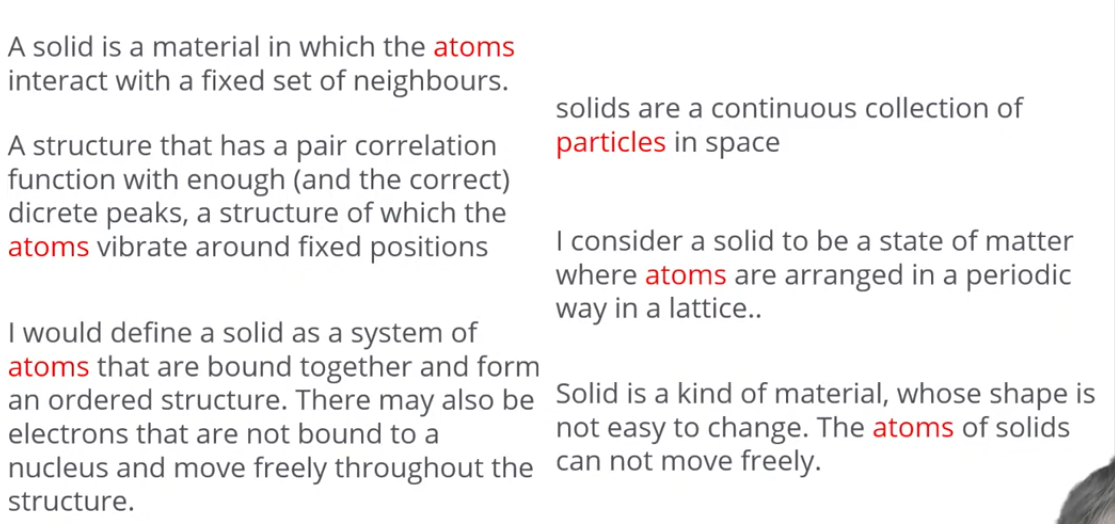 A solid is a material in which the atoms
interact with a fixed set of neighbours.
A structure that has a pair correlation
function with enough (and the correct)
dicrete peaks, a structure of which the
atoms vibrate around fixed positions
I would define a solid as a system of
atoms that are bound together and form
an ordered structure. There may also be
electrons that are not bound to a
nucleus and move freely throughout the
structure.
solids are a continuous collection of
particles in space
I consider a solid to be a state of matter
where atoms are arranged in a periodic
way in a lattice..
Solid is a kind of material, whose shape is
not easy to change. The atoms of solids
can not move freely.